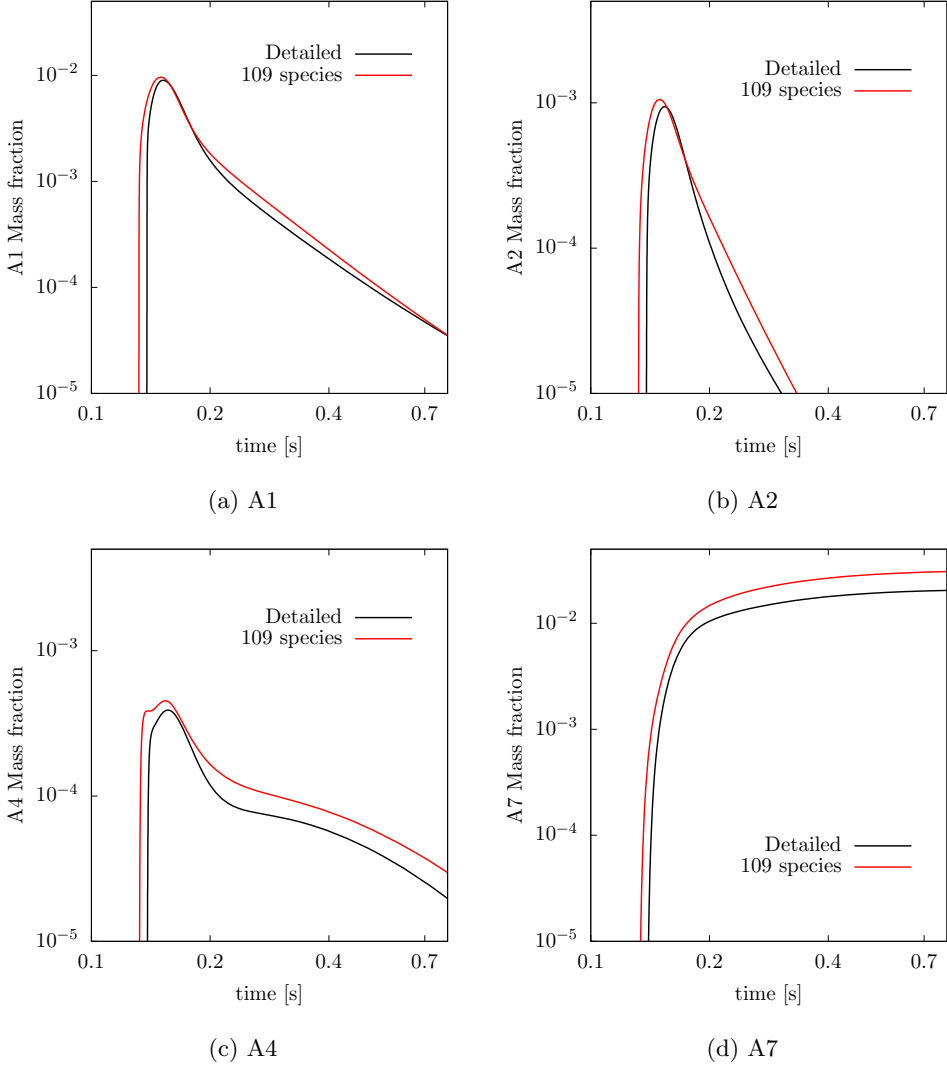 A1 Mass fraction
10⁻²
10⁻³
10⁻⁴
10⁻⁵
Detailed
109 species
0.1 0.2 0.4 0.7
time [s]
(a) A1
A2 Mass fraction
10⁻³
10⁻⁴
10⁻⁵
Detailed
109 species
0.1 0.2 0.4 0.7
time [s]
(b) A2
A4 Mass fraction
10⁻³
10⁻⁴
10⁻⁵
Detailed
109 species
0.1 0.2 0.4 0.7
time [s]
(c) A4
A7 Mass fraction
10⁻²
10⁻³
10⁻⁴
10⁻⁵
Detailed
109 species
0.1 0.2 0.4 0.7
time [s]
(d) A7